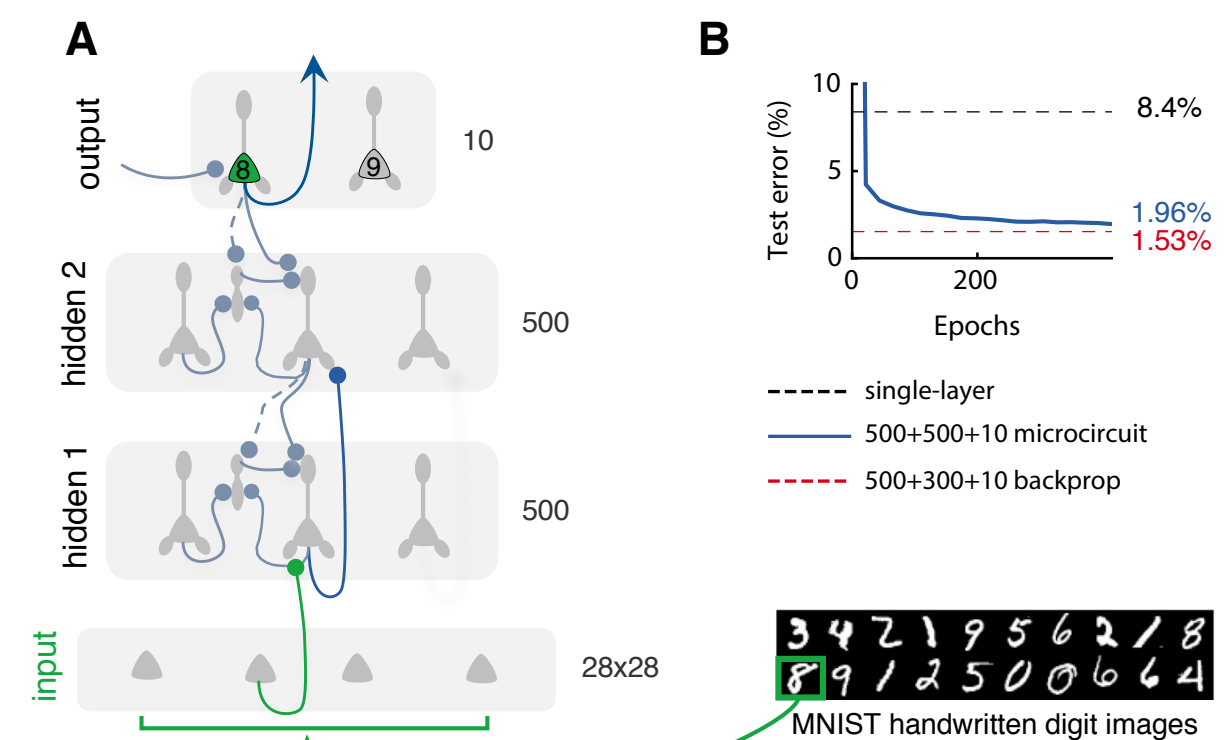 A
output
8
9
10
hidden 2
500
hidden 1
500
input
28x28
B
Test error (%)
10
5
0
0
200
Epochs
8.4%
1.96%
1.53%
single-layer
500+500+10 microcircuit
500+300+10 backprop
3 4 2 1 9 5 6 2 1 8
8 9 1 2 5 0 0 6 6 4
MNIST handwritten digit images